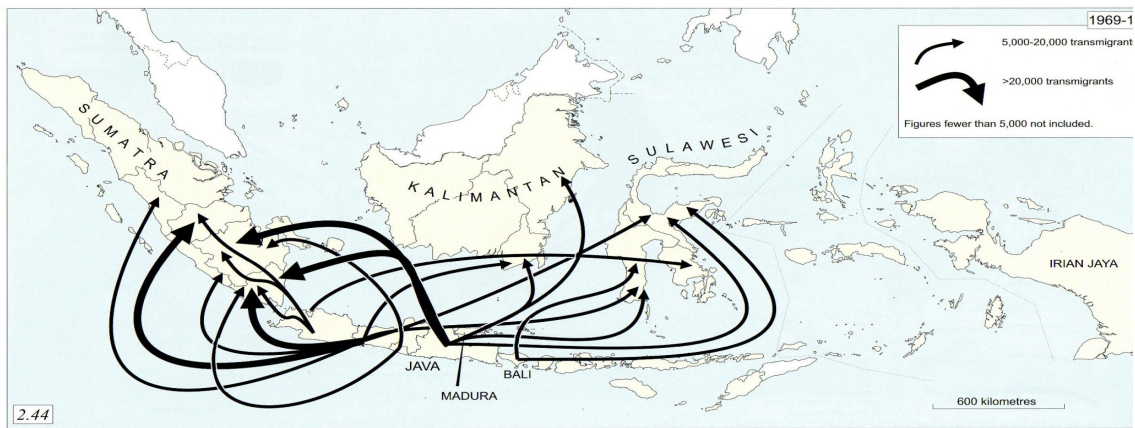 1969-1
5,000-20,000 transmigrants
>20,000 transmigrants
Figures fewer than 5,000 not included.
SUMATRA
KALIMANTAN
SULAWESI
IRIAN JAYA
JAVA
BALI
MADURA
600 kilometres
2.44